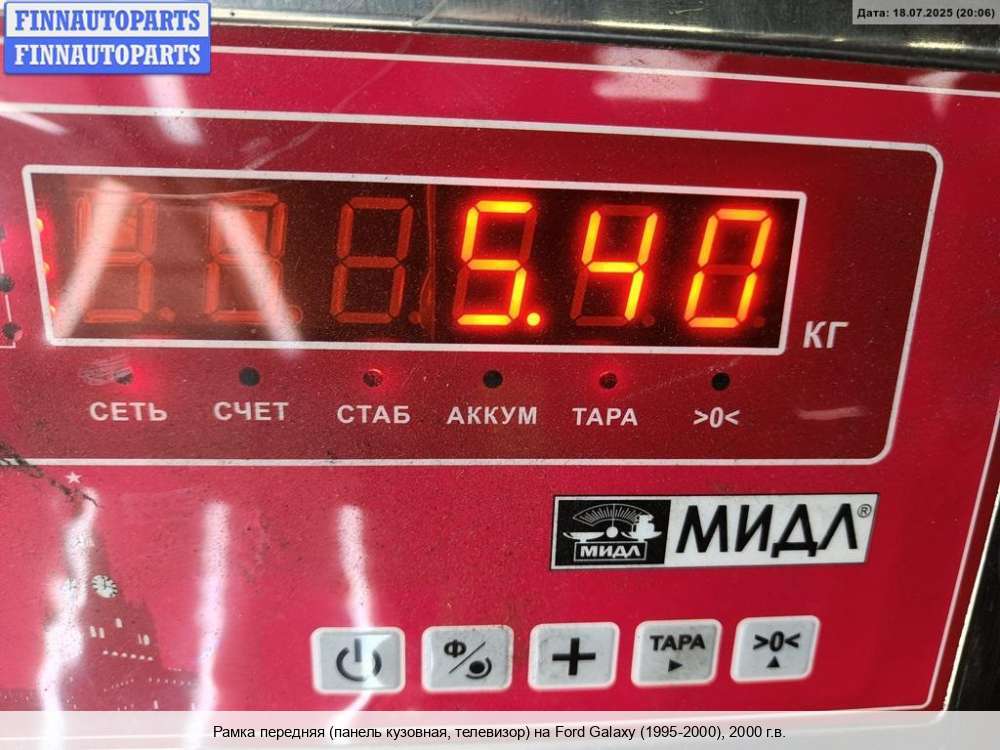 FINNAUTOPARTS
FINNAUTOPARTS
Дата: 18.07.2025 (20:06)
5.40
КГ
СЕТЬ СЧЕТ СТАБ АККУМ ТАРА >0<
МИДЛ МИДЛ®
Ф ТАРА >0<
Рамка передняя (панель кузовная, телевизор) на Ford Galaxy (1995-2000), 2000 г.в.